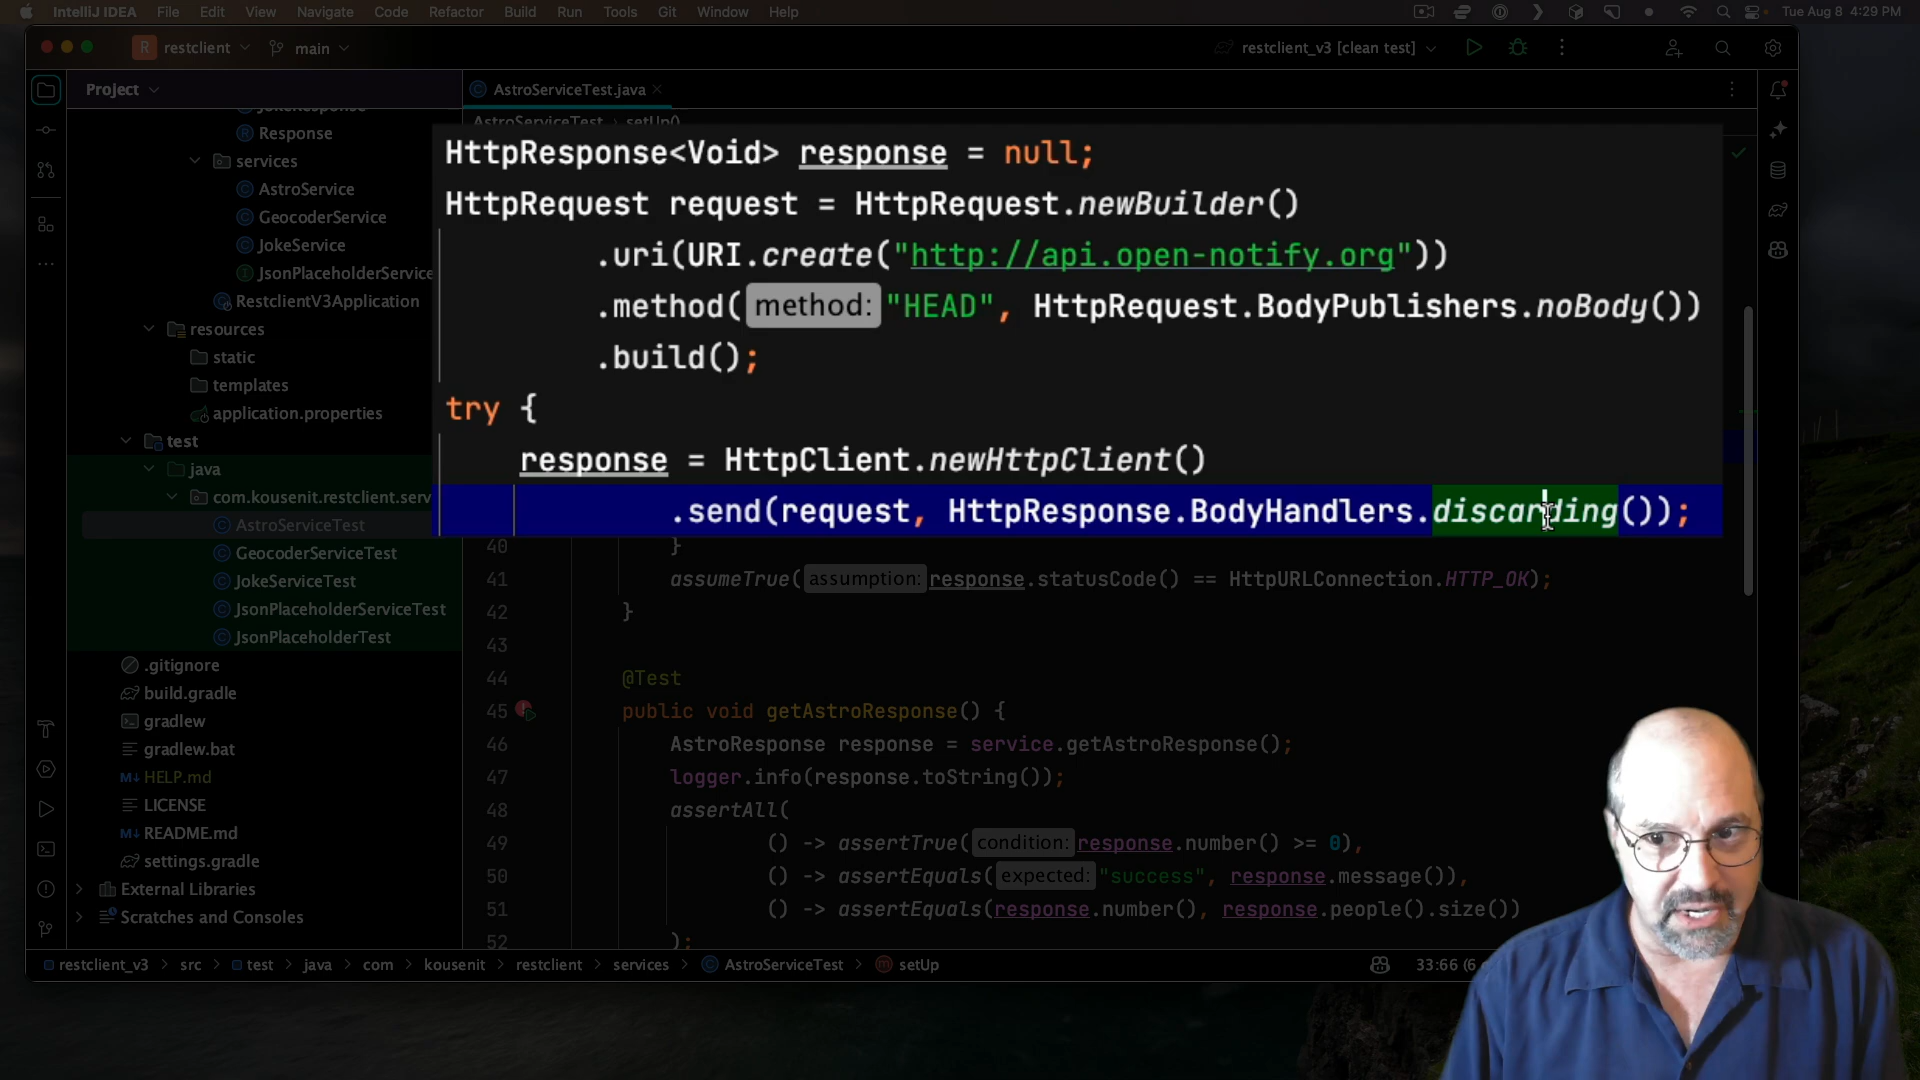 IntelliJ IDEA File Edit View Navigate Code Refactor Build Run Tools Git Window Help Tue Aug 8 4:29 PM
R restclient main restclient_v3 [clean test]
Project
AstroServiceTest.java
AstroServiceTest > setUp()
JokeResponse
Response
services
AstroService
GeocoderService
JokeService
JsonPlaceholderService
RestclientV3Application
resources
static
templates
application.properties
test
java
com.kousenit.restclient.serv
AstroServiceTest
GeocoderServiceTest
JokeServiceTest
JsonPlaceholderServiceTest
JsonPlaceholderTest
.gitignore
build.gradle
gradlew
gradlew.bat
M↓ HELP.md
LICENSE
M↓ README.md
settings.gradle
External Libraries
Scratches and Consoles
HttpResponse<Void> response = null;
HttpRequest request = HttpRequest.newBuilder()
.uri(URI.create("http://api.open-notify.org"))
.method( method: "HEAD", HttpRequest.BodyPublishers.noBody())
.build();
try {
response = HttpClient.newHttpClient()
.send(request, HttpResponse.BodyHandlers.discarding());
40 }
41 assumeTrue( assumption: response.statusCode() == HttpURLConnection.HTTP_OK);
42 }
43
44 @Test
45 public void getAstroResponse() {
46 AstroResponse response = service.getAstroResponse();
47 logger.info(response.toString());
48 assertAll(
49 () -> assertTrue( condition: response.number() >= 0),
50 () -> assertEquals( expected: "success", response.message()),
51 () -> assertEquals(response.number(), response.people().size())
52 );
restclient_v3 > src > test > java > com > kousenit > restclient > services > AstroServiceTest > setUp 33:66 (6